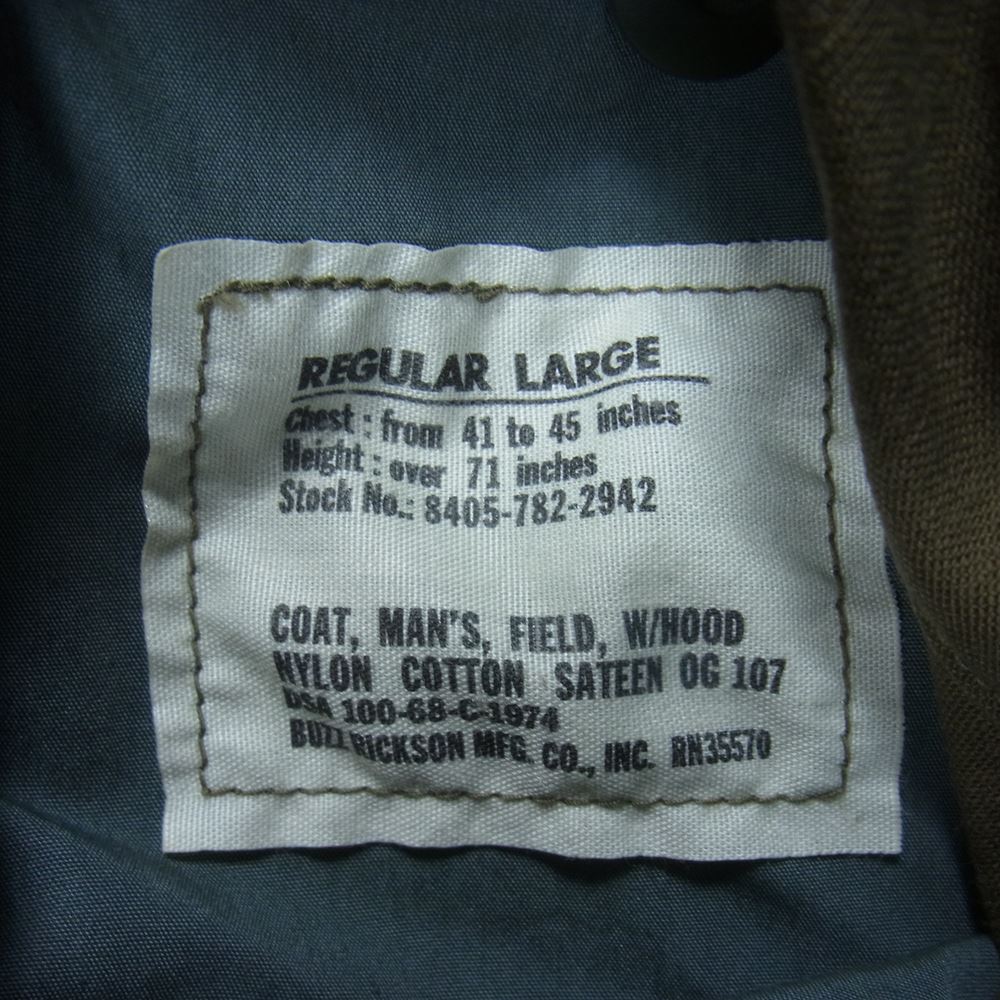 REGULAR LARGE
Chest : from 41 to 45 inches
Height : over 71 inches
Stock No.: 8405-782-2942
COAT, MAN'S, FIELD, W/HOOD
NYLON COTTON SATEEN OG 107
DSA 100-68-C-1974
BUZZ RICKSON MFG. CO., INC. RN35570